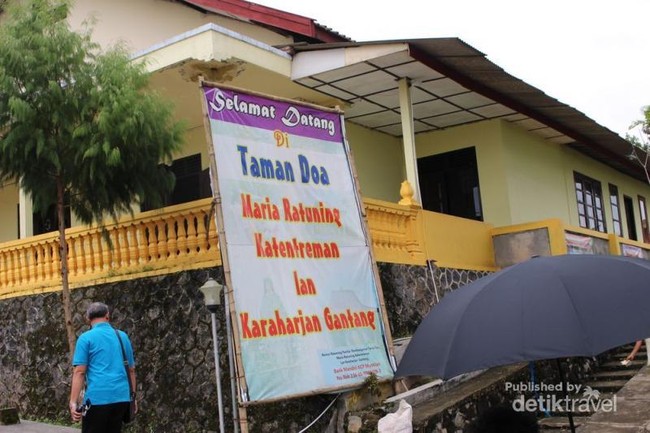 Selamat Datang
Di
Taman Doa
Maria Ratuning
Katentreman
lan
Karaharjan Gantang
Published by
detiktravel